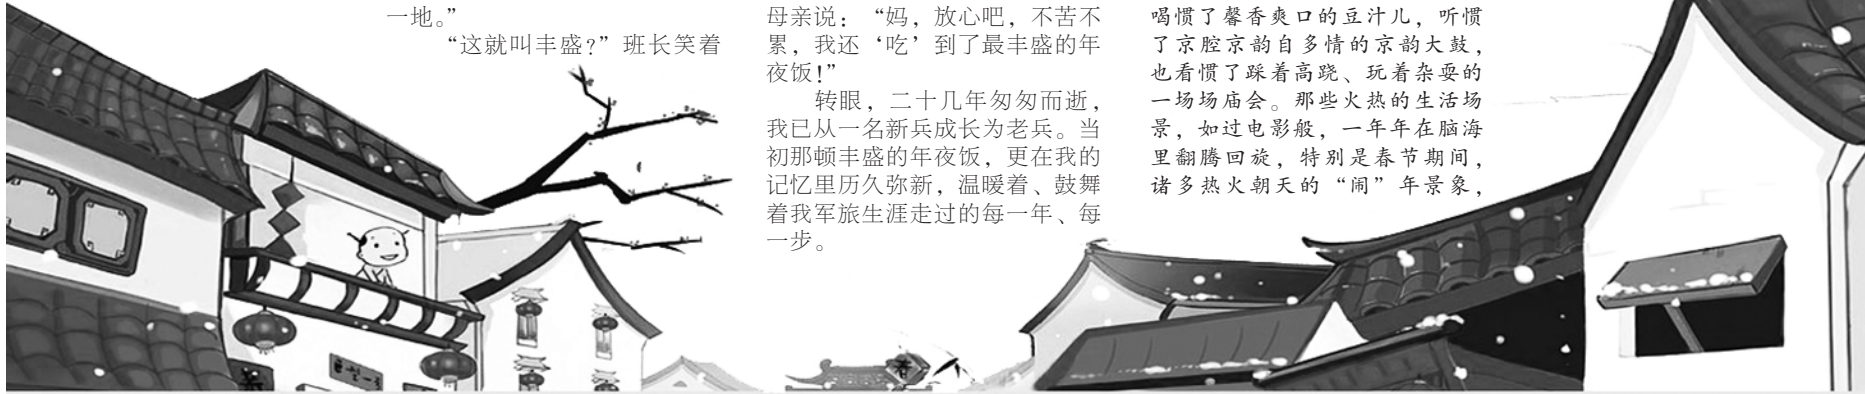 一地。”
“这就叫丰盛?”班长笑着
母亲说:“妈,放心吧,不苦不
累,我还‘吃’到了最丰盛的年
夜饭!”
转眼,二十几年匆匆而逝,
我已从一名新兵成长为老兵。当
初那顿丰盛的年夜饭,更在我的
记忆里历久弥新,温暖着、鼓舞
着我军旅生涯走过的每一年、每
一步。
喝惯了馨香爽口的豆汁儿,听惯
了京腔京韵自多情的京韵大鼓,
也看惯了踩着高跷、玩着杂耍的
一场场庙会。那些火热的生活场
景,如过电影般,一年年在脑海
里翻腾回旋,特别是春节期间,
诸多热火朝天的“闹”年景象,
春